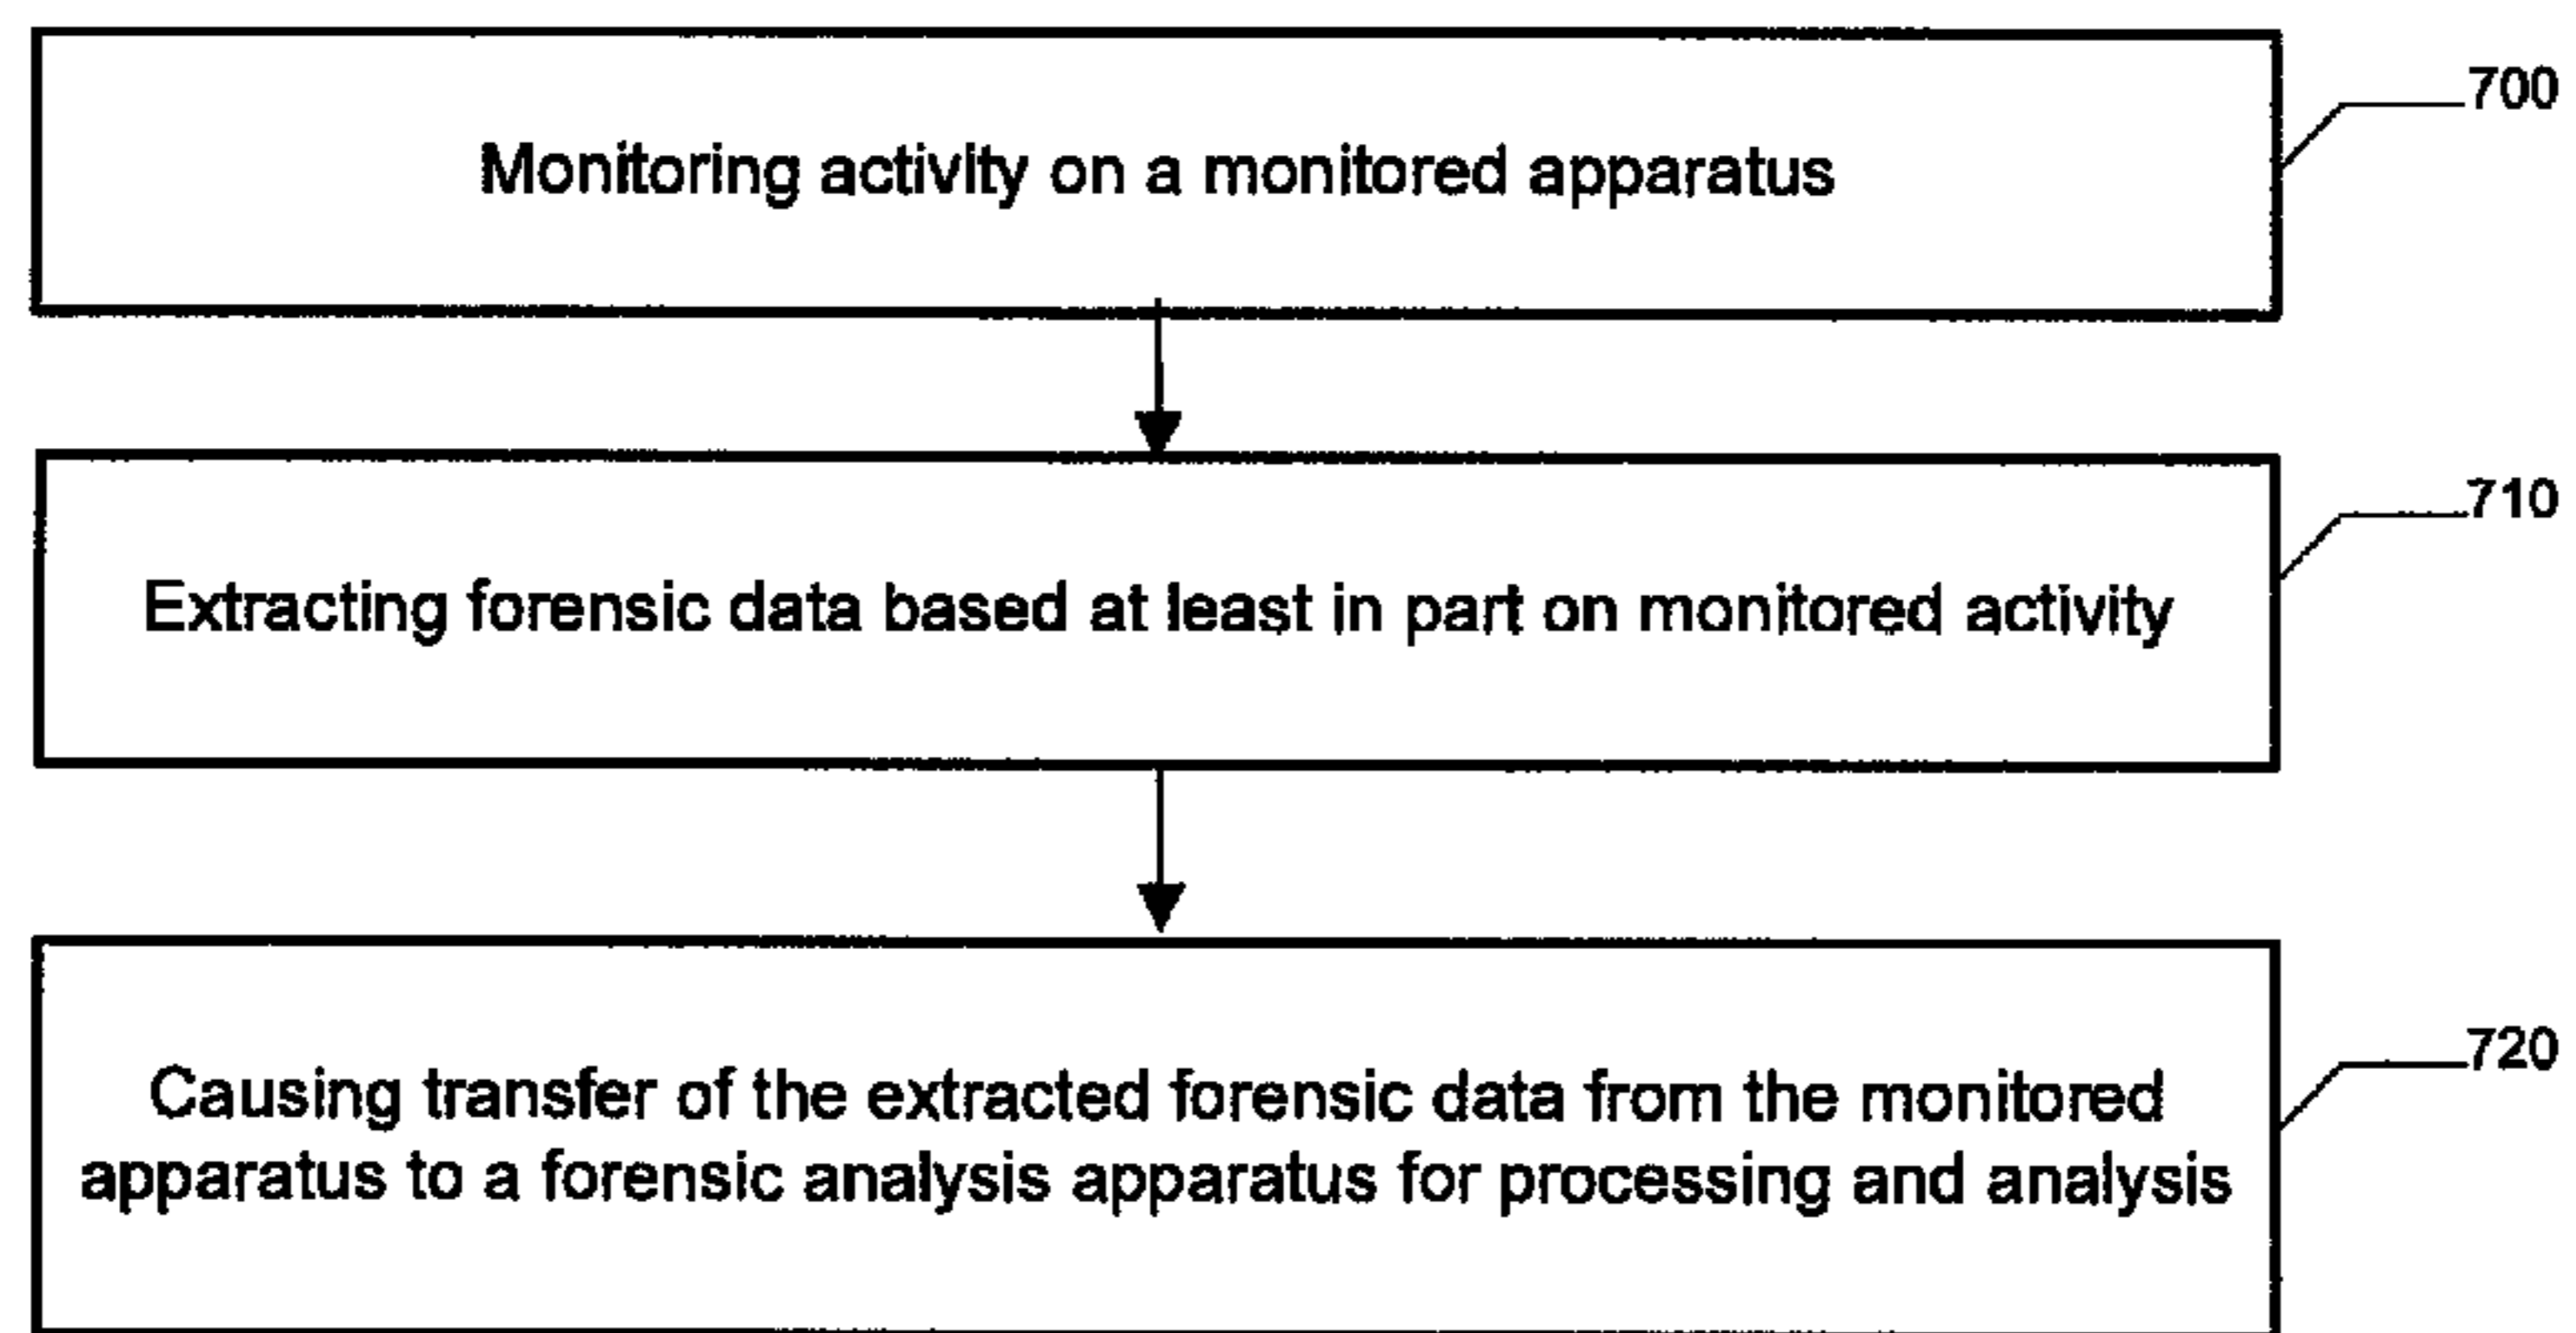 Monitoring activity on a monitored apparatus
700
Extracting forensic data based at least in part on monitored activity
710
Causing transfer of the extracted forensic data from the monitored
apparatus to a forensic analysis apparatus for processing and analysis
720